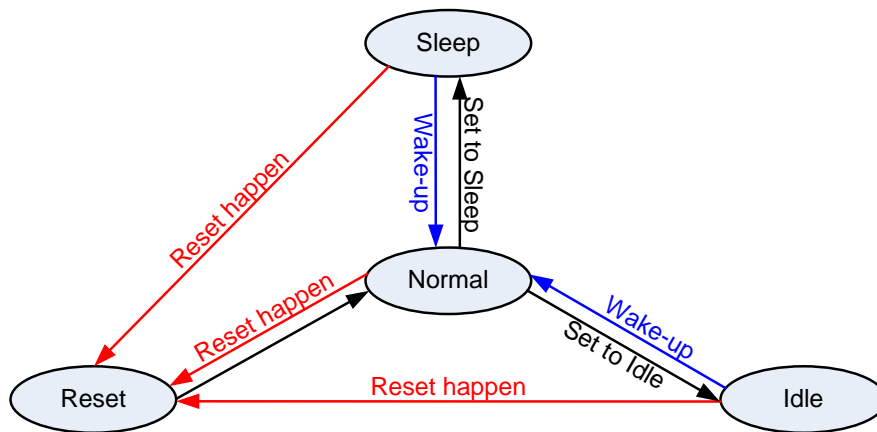 Sleep
Set to Sleep
Wake-up
Reset happen
Normal
Reset happen
Wake-up
Set to Idle
Reset happen
Reset
Idle